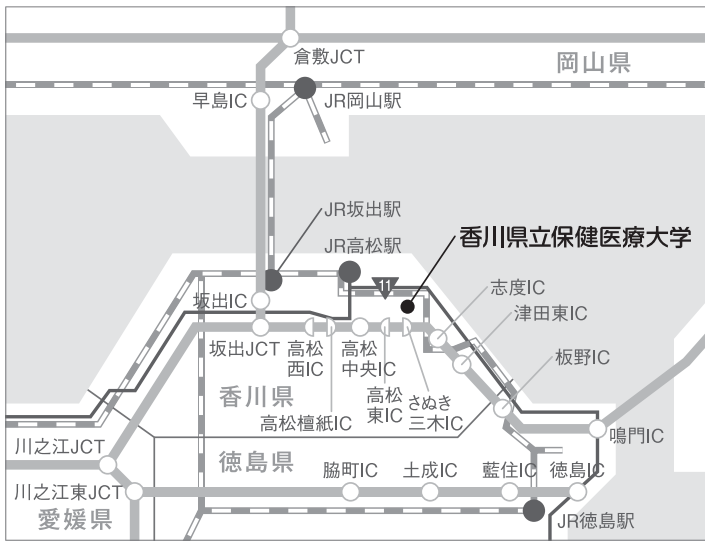 倉敷JCT
岡山県
早島IC
JR岡山駅
JR坂出駅
JR高松駅
香川県立保健医療大学
11
志度IC
坂出IC
津田東IC
坂出JCT
高松
西IC
高松
中央IC
板野IC
香川県
高松檀紙IC
高松
東IC
さぬき
三木IC
鳴門IC
川之江JCT
徳島県
脇町IC
土成IC
藍住IC
徳島IC
川之江東JCT
愛媛県
JR徳島駅